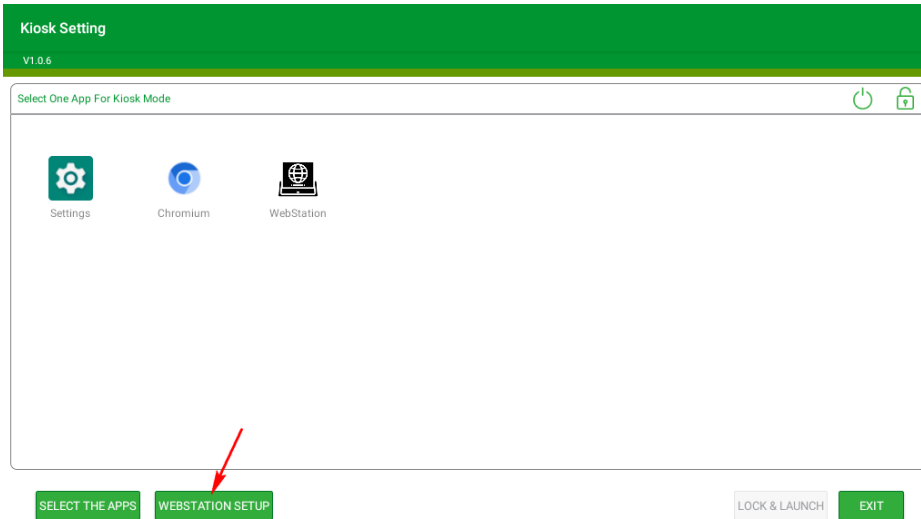 Kiosk Setting
V1.0.6
Select One App For Kiosk Mode
Settings
Chromium
WebStation
SELECT THE APPS
WEBSTATION SETUP
LOCK & LAUNCH
EXIT